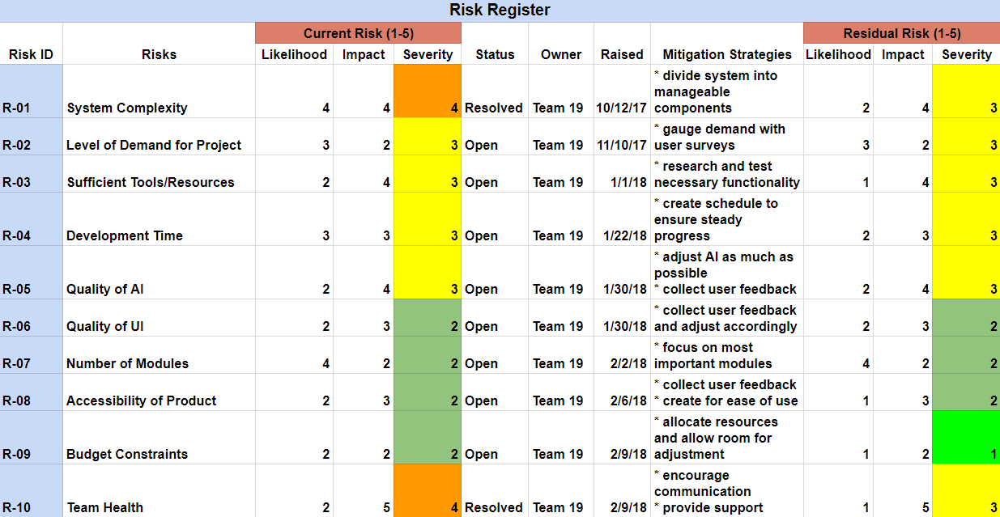 Risk Register
Current Risk (1-5) Residual Risk (1-5)
Risk ID Risks Likelihood Impact Severity Status Owner Raised Mitigation Strategies Likelihood Impact Severity
* divide system into
manageable
R-01 System Complexity 4 4 4 Resolved Team 19 10/12/17 components 2 4 3
* gauge demand with
R-02 Level of Demand for Project 3 2 3 Open Team 19 11/10/17 user surveys 3 2 3
* research and test
R-03 Sufficient Tools/Resources 2 4 3 Open Team 19 1/1/18 necessary functionality 1 4 3
* create schedule to
ensure steady
R-04 Development Time 3 3 3 Open Team 19 1/22/18 progress 2 3 3
* adjust AI as much as
possible
R-05 Quality of AI 2 4 3 Open Team 19 1/30/18 * collect user feedback 2 4 3
* collect user feedback
R-06 Quality of UI 2 3 2 Open Team 19 1/30/18 and adjust accordingly 2 3 2
* focus on most
R-07 Number of Modules 4 2 2 Open Team 19 2/2/18 important modules 4 2 2
* collect user feedback
R-08 Accessibility of Product 2 3 2 Open Team 19 2/6/18 * create for ease of use 1 3 2
* allocate resources
and allow room for
R-09 Budget Constraints 2 2 2 Open Team 19 2/9/18 adjustment 1 2 1
* encourage
communication
R-10 Team Health 2 5 4 Resolved Team 19 2/9/18 * provide support 1 5 3